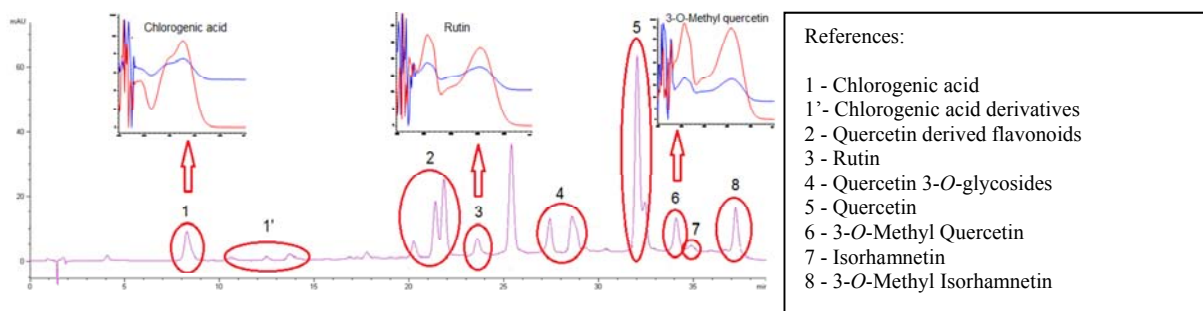 mAU
Chlorogenic acid
Rutin
3-O-Methyl quercetin
60
40
20
0
0 5 10 15 20 25 30 35 min
1
1'
2
3
4
5
6
7
8
References:
1 - Chlorogenic acid
1’- Chlorogenic acid derivatives
2 - Quercetin derived flavonoids
3 - Rutin
4 - Quercetin 3-O-glycosides
5 - Quercetin
6 - 3-O-Methyl Quercetin
7 - Isorhamnetin
8 - 3-O-Methyl Isorhamnetin